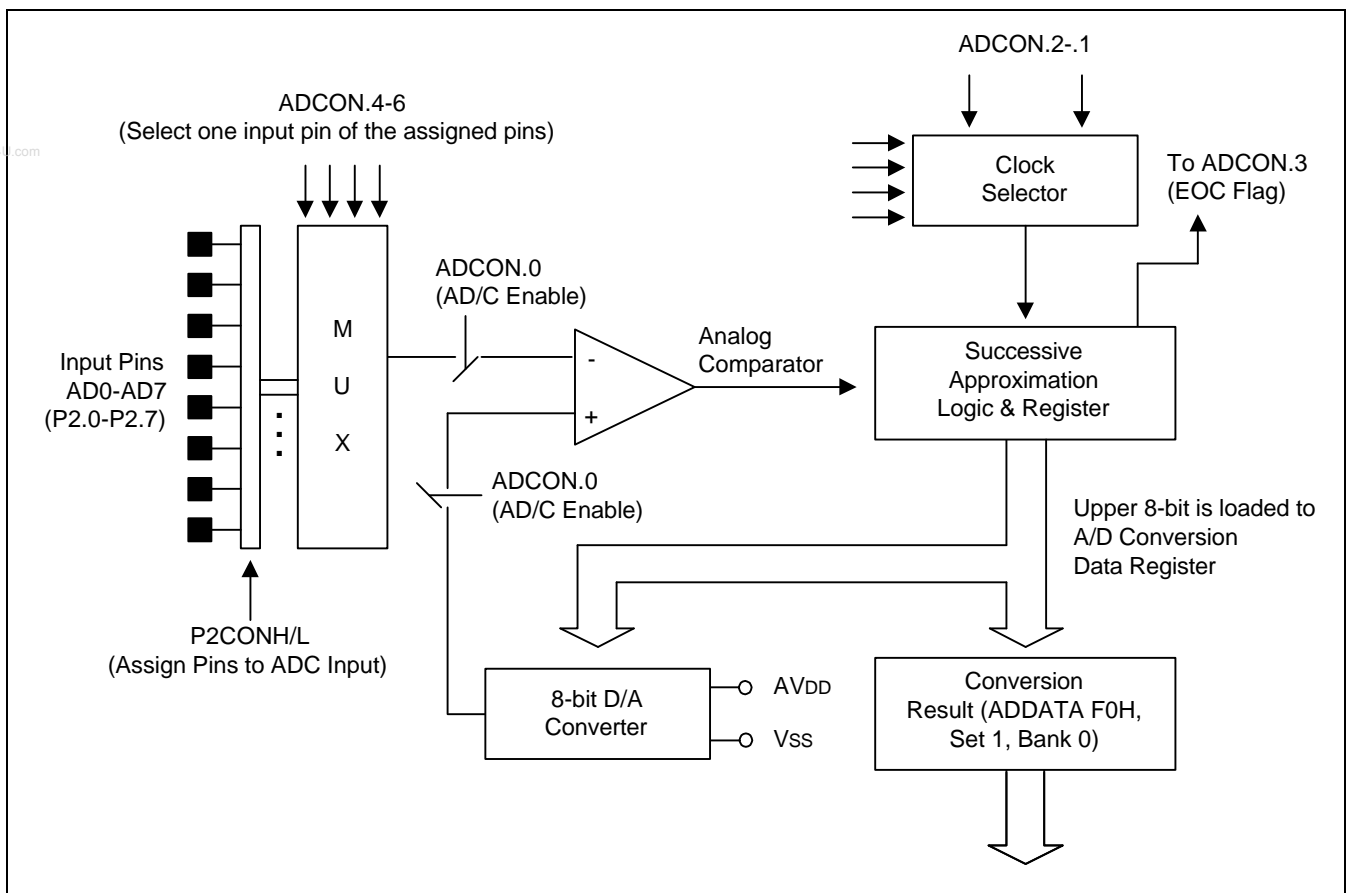 ADCON.2-.1
ADCON.4-6
(Select one input pin of the assigned pins)
U.com
Clock
Selector
To ADCON.3
(EOC Flag)
ADCON.0
(AD/C Enable)
M
U
X
Input Pins
AD0-AD7
(P2.0-P2.7)
-
+
Analog
Comparator
Successive
Approximation
Logic & Register
ADCON.0
(AD/C Enable)
Upper 8-bit is loaded to
A/D Conversion
Data Register
P2CONH/L
(Assign Pins to ADC Input)
8-bit D/A
Converter
AVDD
VSS
Conversion
Result (ADDATA F0H,
Set 1, Bank 0)